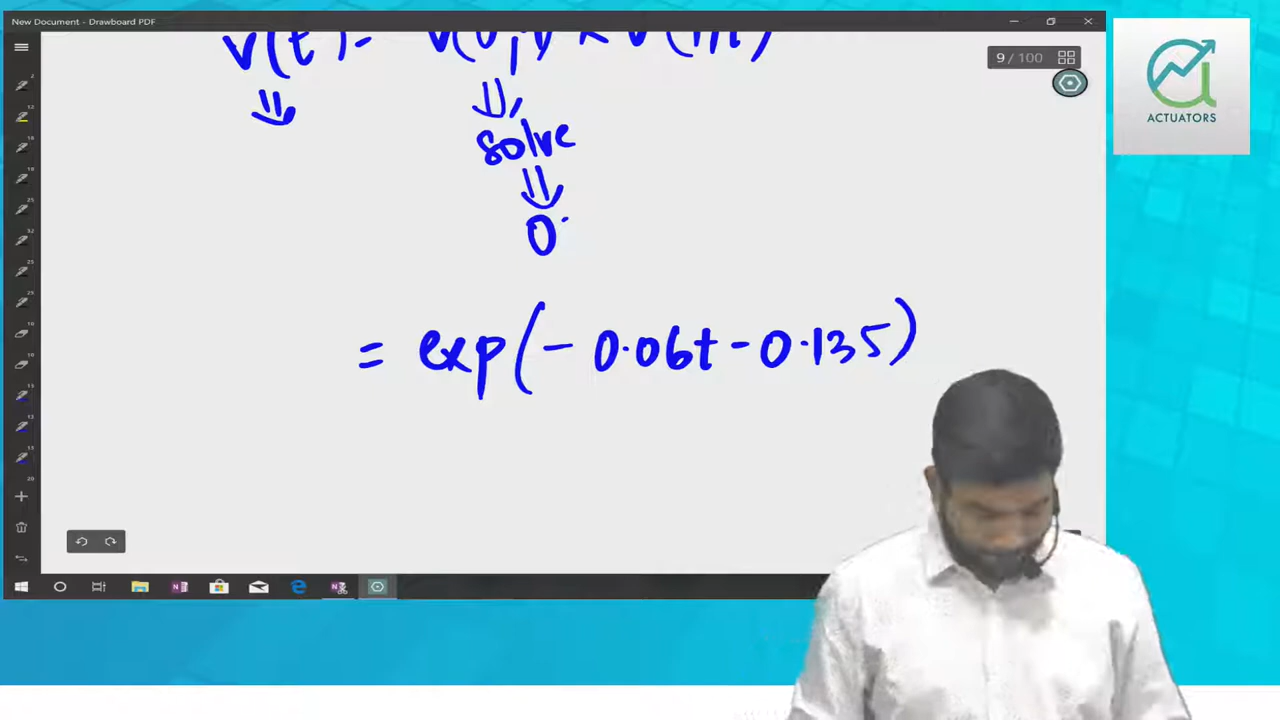 New Document - Drawboard PDF
9 / 100
ACTUATORS
v(t) =
solve
0.
= exp(- 0.06t - 0.135)